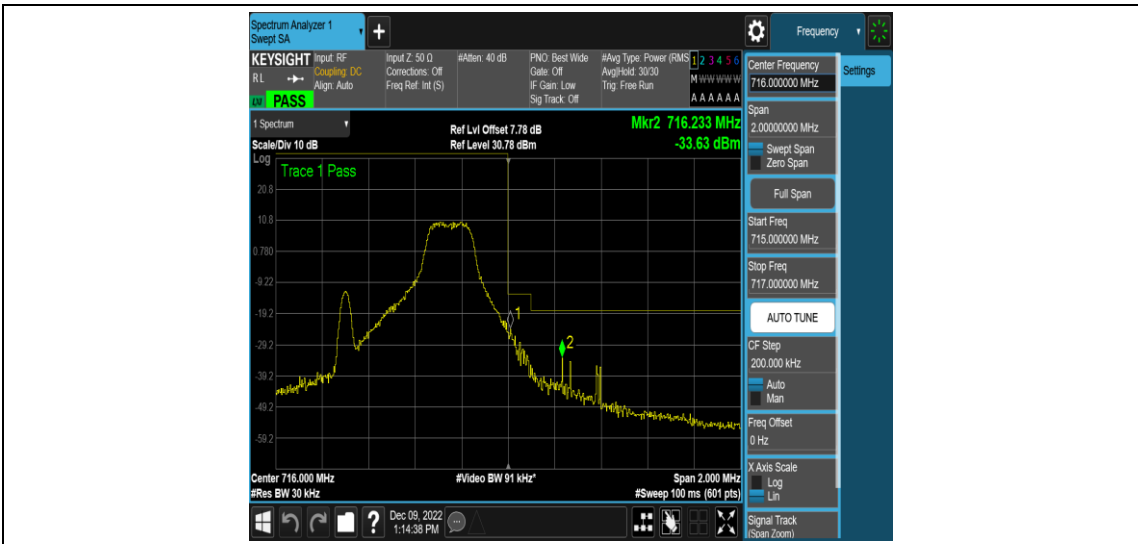 Spectrum Analyzer 1
Swept SA
+
Frequency
KEYSIGHT
RL
LXI PASS
Input: RF
Coupling: DC
Align: Auto
Input Z: 50 Ω
Corrections: Off
Freq Ref: Int (S)
#Atten: 40 dB
PNO: Best Wide
Gate: Off
IF Gain: Low
Sig Track: Off
#Avg Type: Power (RMS
Avg|Hold: 30/30
Trig: Free Run
1 2 3 4 5 6
M W W W W W
A A A A A A
1 Spectrum
Scale/Div 10 dB
Ref Lvl Offset 7.78 dB
Ref Level 30.78 dBm
Mkr2 716.233 MHz
-33.63 dBm
Log
Trace 1 Pass
20.8
10.8
0.780
-9.22
-19.2
-29.2
-39.2
-49.2
-59.2
1
2
Center 716.000 MHz
#Res BW 30 kHz
#Video BW 91 kHz*
Span 2.000 MHz
#Sweep 100 ms (601 pts)
?
Dec 09, 2022
1:14:38 PM
Center Frequency
716.000000 MHz
Settings
Span
2.00000000 MHz
Swept Span
Zero Span
Full Span
Start Freq
715.000000 MHz
Stop Freq
717.000000 MHz
AUTO TUNE
CF Step
200.000 kHz
Auto
Man
Freq Offset
0 Hz
X Axis Scale
Log
Lin
Signal Track
(Span Zoom)